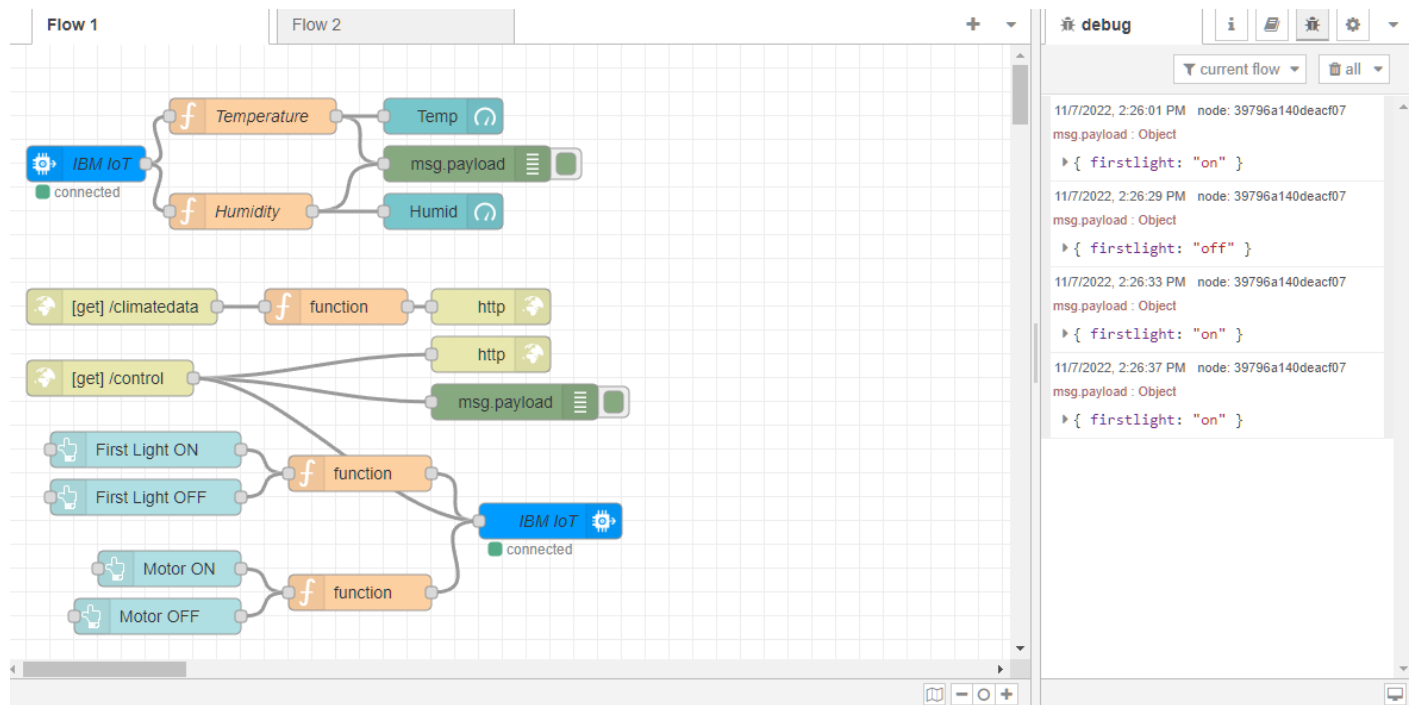 Flow 1
Flow 2
Temperature
Temp
IBM IoT
msg.payload
connected
Humidity
Humid
[get] /climatedata
function
http
http
[get] /control
msg.payload
First Light ON
function
First Light OFF
IBM IoT
connected
Motor ON
function
Motor OFF
debug
i
current flow
all
11/7/2022, 2:26:01 PM node: 39796a140deacf07
msg.payload : Object
{ firstlight: "on" }
11/7/2022, 2:26:29 PM node: 39796a140deacf07
msg.payload : Object
{ firstlight: "off" }
11/7/2022, 2:26:33 PM node: 39796a140deacf07
msg.payload : Object
{ firstlight: "on" }
11/7/2022, 2:26:37 PM node: 39796a140deacf07
msg.payload : Object
{ firstlight: "on" }